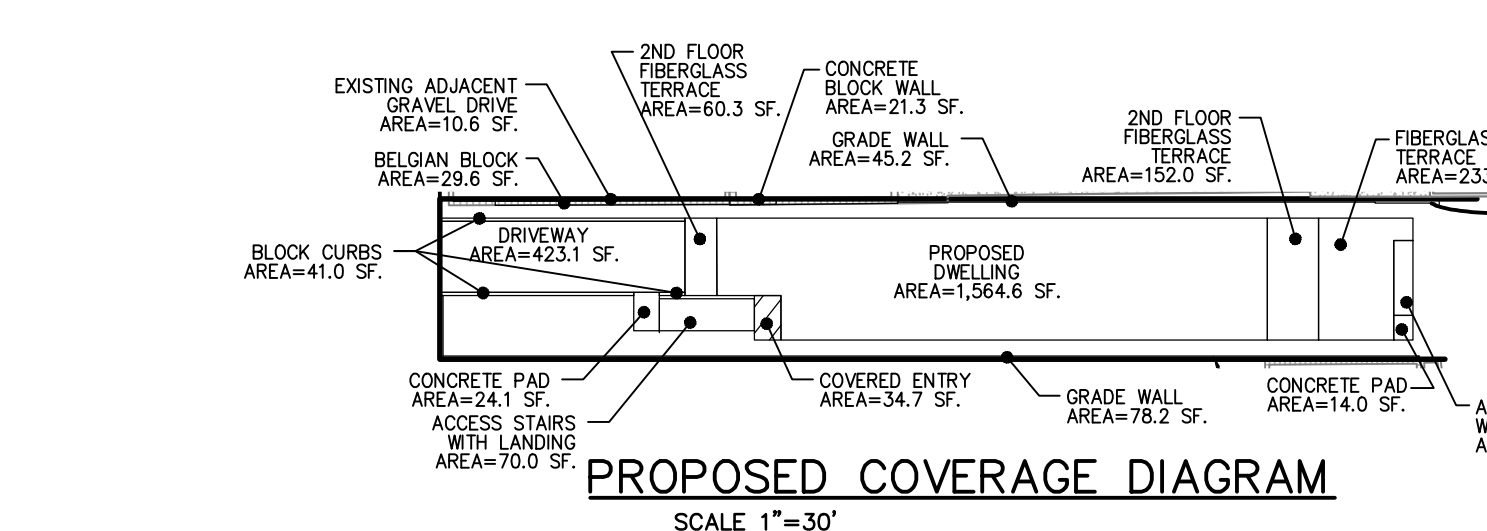 2ND FLOOR
FIBERGLASS
TERRACE
AREA=60.3 SF.
CONCRETE
BLOCK WALL
AREA=21.3 SF.
EXISTING ADJACENT
GRAVEL DRIVE
AREA=10.6 SF.
GRADE WALL
AREA=45.2 SF.
2ND FLOOR
FIBERGLASS
TERRACE
AREA=152.0 SF.
TERRACE
BELGIAN BLOCK
AREA=29.6 SF.
BLOCK CURBS
AREA=41.0 SF.
DRIVEWAY
AREA=423.1 SF.
PROPOSED
DWELLING
AREA=1,564.6 SF.
CONCRETE PAD
AREA=24.1 SF.
ACCESS STAIRS
WITH LANDING
AREA=70.0 SF.
COVERED ENTRY
AREA=34.7 SF.
GRADE WALL
AREA=78.2 SF.
CONCRETE PAD
AREA=14.0 SF.
PROPOSED COVERAGE DIAGRAM
SCALE 1"=30'